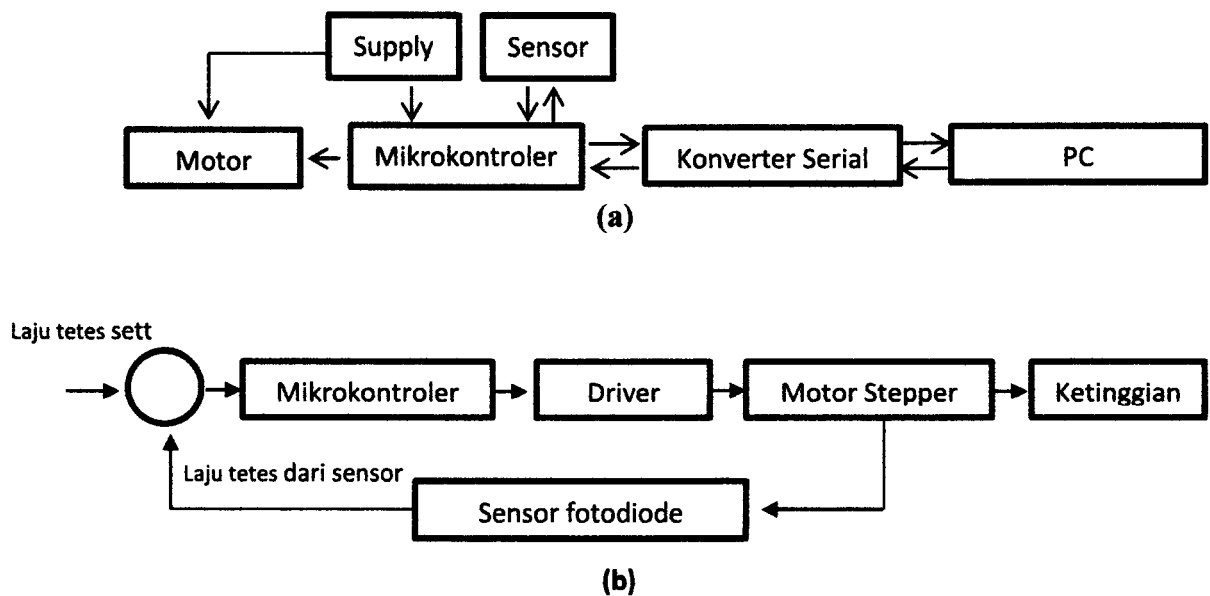 Supply
Sensor
Motor
Mikrokontroler
Konverter Serial
PC
(a)
Laju tetes sett
Mikrokontroler
Driver
Motor Stepper
Ketinggian
Laju tetes dari sensor
Sensor fotodiode
(b)